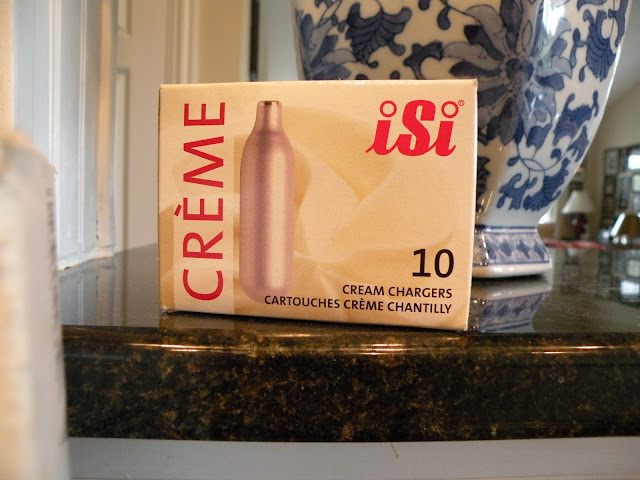 CRÈME
iSi®
10
CREAM CHARGERS
CARTOUCHES CRÈME CHANTILLY